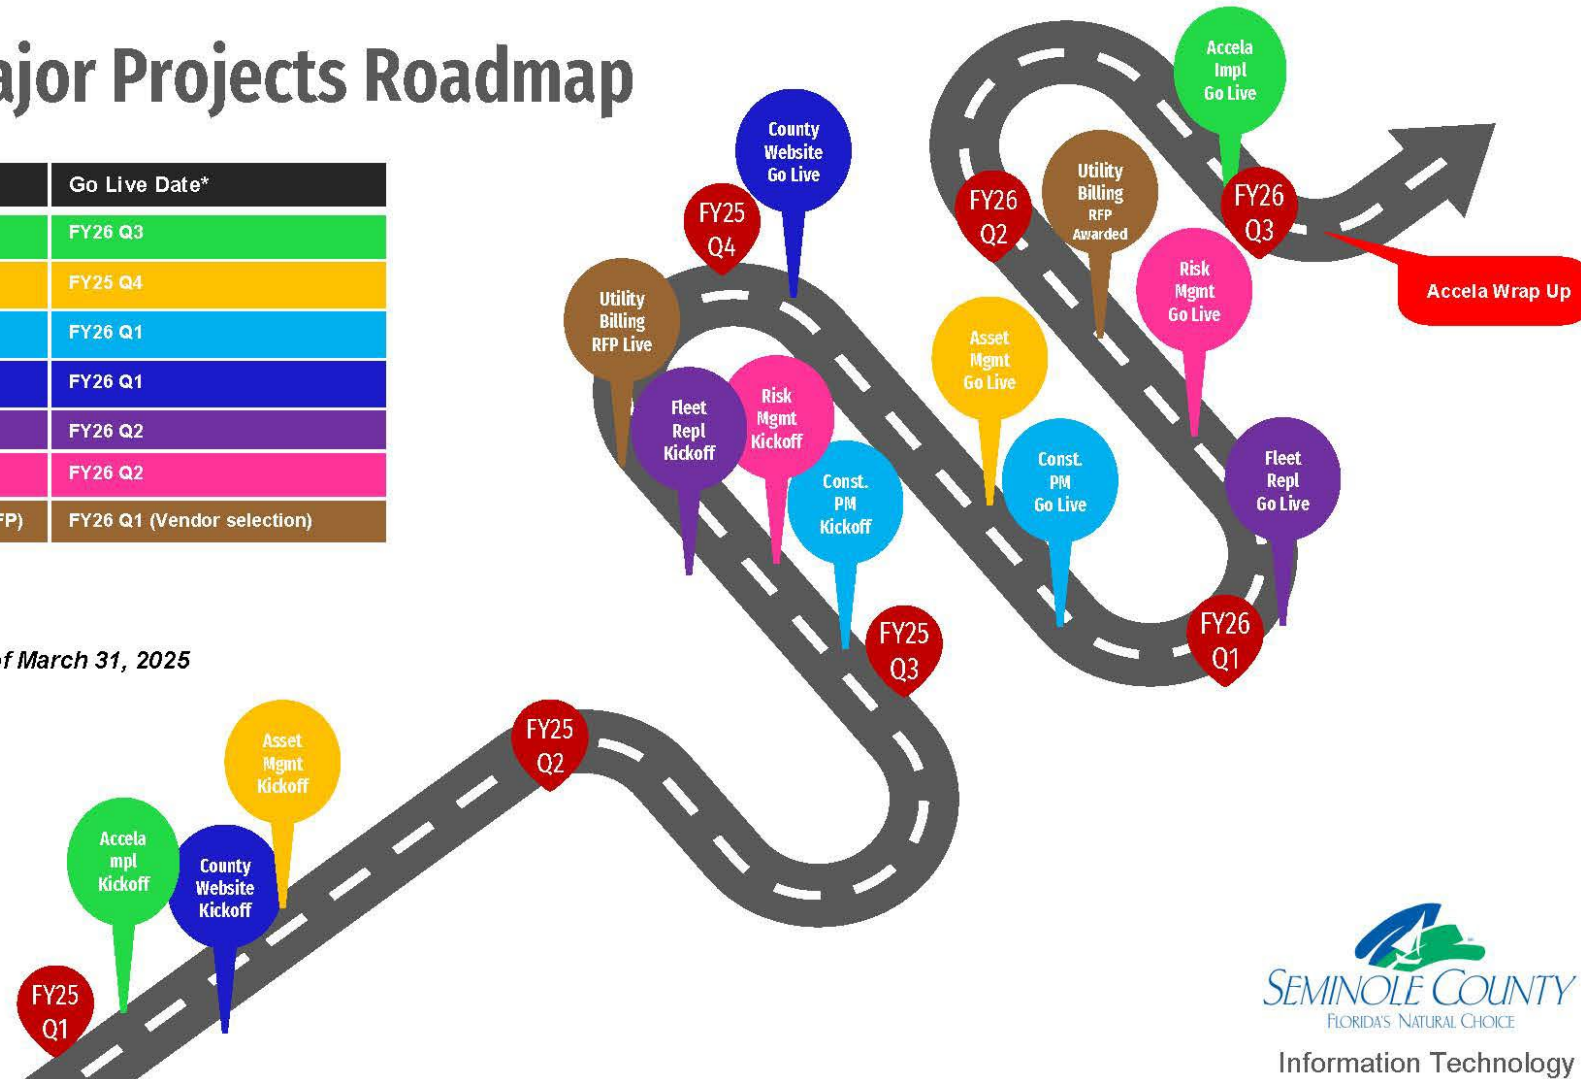 ajor Projects Roadmap
Go Live Date*
FY26 Q3
FY25 Q4
FY26 Q1
FY26 Q1
FY26 Q2
FY26 Q2
FP)
FY26 Q1 (Vendor selection)
of March 31, 2025
FY25
Q1
Accela
mpl
Kickoff
County
Website
Kickoff
Asset
Mgmt
Kickoff
FY25
Q2
FY25
Q3
Const.
PM
Kickoff
Risk
Mgmt
Kickoff
Fleet
Repl
Kickoff
Utility
Billing
RFP Live
FY25
Q4
County
Website
Go Live
Asset
Mgmt
Go Live
Const.
PM
Go Live
FY26
Q1
Fleet
Repl
Go Live
Risk
Mgmt
Go Live
Utility
Billing
RFP
Awarded
FY26
Q2
Accela
Impl
Go Live
FY26
Q3
Accela Wrap Up
SEMINOLE COUNTY
FLORIDA'S NATURAL CHOICE
Information Technology